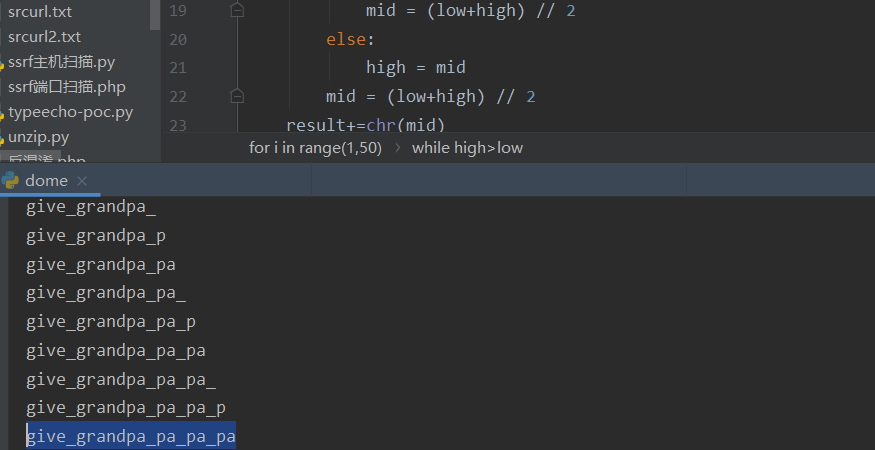 srcurl.txt
srcurl2.txt
ssrf主机扫描.py
ssrf端口扫描.php
typeecho-poc.py
unzip.py
19 mid = (low+high) // 2
20 else:
21 high = mid
22 mid = (low+high) // 2
23 result+=chr(mid)
for i in range(1,50) › while high>low
dome ×
give_grandpa_
give_grandpa_p
give_grandpa_pa
give_grandpa_pa_
give_grandpa_pa_p
give_grandpa_pa_pa
give_grandpa_pa_pa_
give_grandpa_pa_pa_p
give_grandpa_pa_pa_pa